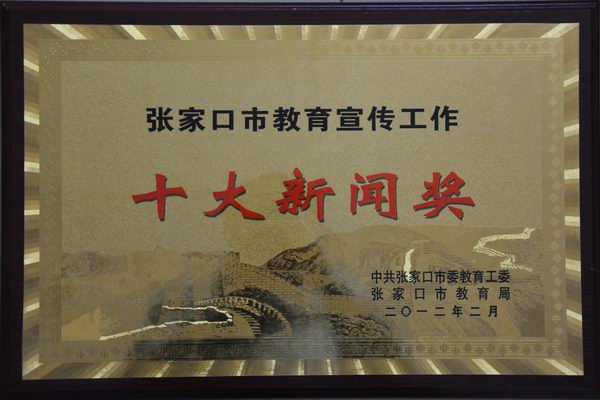 张家口市教育宣传工作
十大新闻奖
中共张家口市委教育工委
张家口市教育局
二〇一二年二月